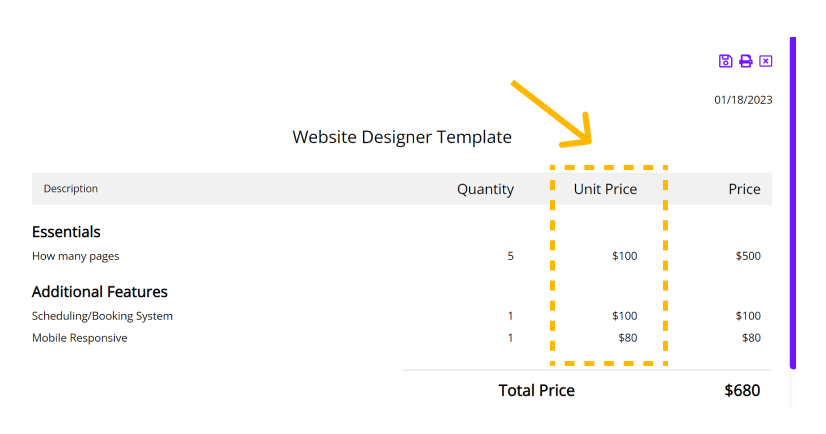 01/18/2023
Website Designer Template
Description Quantity Unit Price Price
Essentials
How many pages 5 $100 $500
Additional Features
Scheduling/Booking System 1 $100 $100
Mobile Responsive 1 $80 $80
Total Price $680